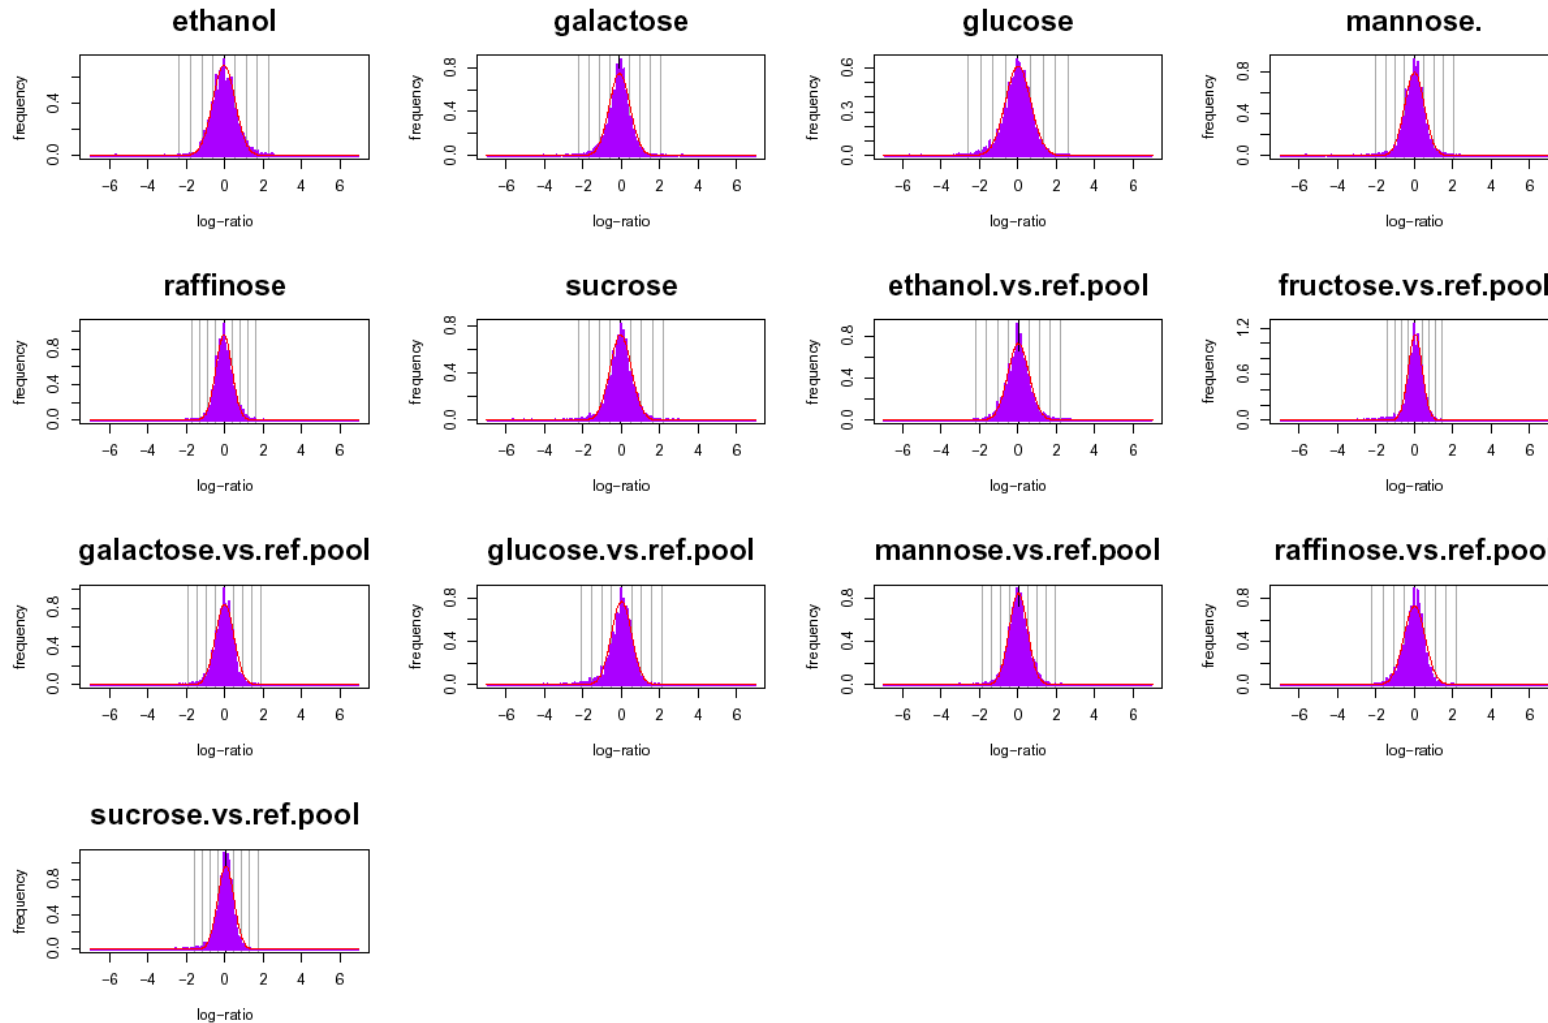 ethanol
galactose
glucose
mannose.
frequency
0.0 0.4
−6 −4 −2 0 2 4 6
log−ratio
frequency
0.0 0.4 0.8
−6 −4 −2 0 2 4 6
log−ratio
frequency
0.0 0.3 0.6
−6 −4 −2 0 2 4 6
log−ratio
frequency
0.0 0.4 0.8
−6 −4 −2 0 2 4 6
log−ratio
raffinose
sucrose
ethanol.vs.ref.pool
fructose.vs.ref.pool
frequency
0.0 0.4 0.8
−6 −4 −2 0 2 4 6
log−ratio
frequency
0.0 0.4 0.8
−6 −4 −2 0 2 4 6
log−ratio
frequency
0.0 0.4 0.8
−6 −4 −2 0 2 4 6
log−ratio
frequency
0.0 0.6 1.2
−6 −4 −2 0 2 4 6
log−ratio
galactose.vs.ref.pool
glucose.vs.ref.pool
mannose.vs.ref.pool
raffinose.vs.ref.pool
frequency
0.0 0.4 0.8
−6 −4 −2 0 2 4 6
log−ratio
frequency
0.0 0.4 0.8
−6 −4 −2 0 2 4 6
log−ratio
frequency
0.0 0.4 0.8
−6 −4 −2 0 2 4 6
log−ratio
frequency
0.0 0.4 0.8
−6 −4 −2 0 2 4 6
log−ratio
sucrose.vs.ref.pool
frequency
0.0 0.4 0.8
−6 −4 −2 0 2 4 6
log−ratio